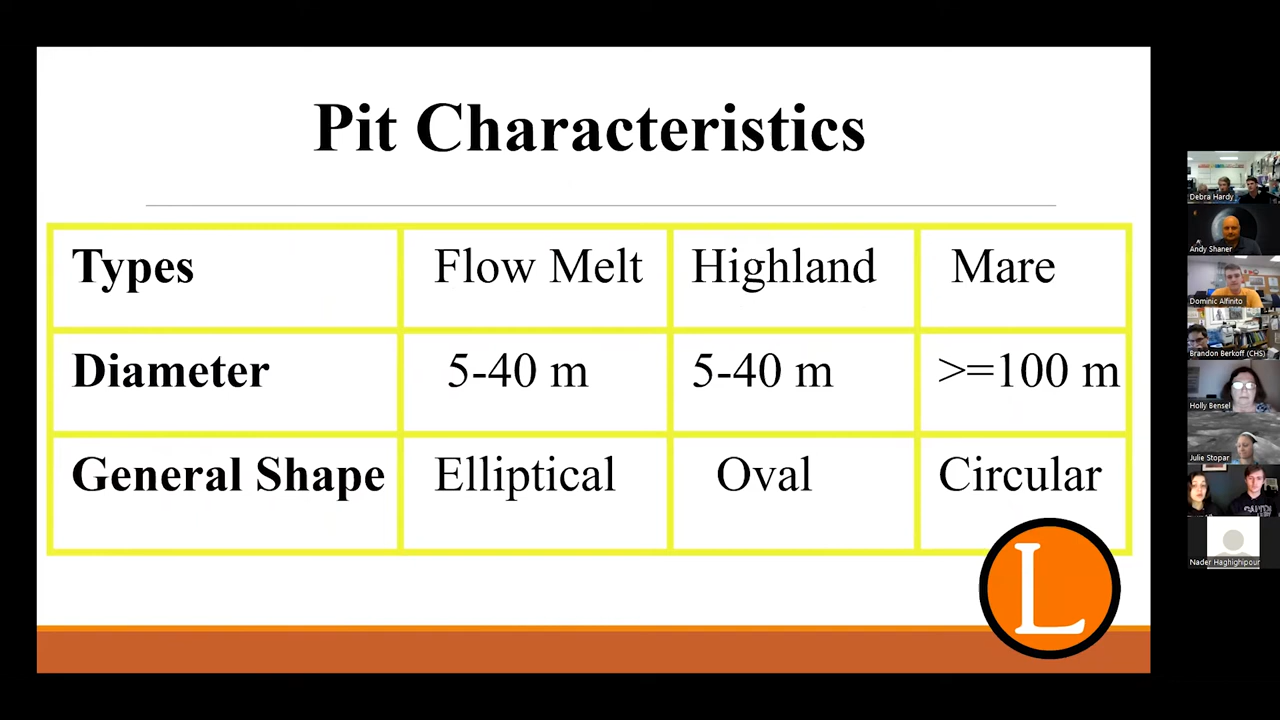 Pit Characteristics
Types Flow Melt Highland Mare
Diameter 5-40 m 5-40 m >=100 m
General Shape Elliptical Oval Circular
L
Debra Hardy
Andy Shaner
Dominic Alfinito
Brandon Berkoff (CHS)
Holly Bensel
Julie Stopar
Nader Haghighipour